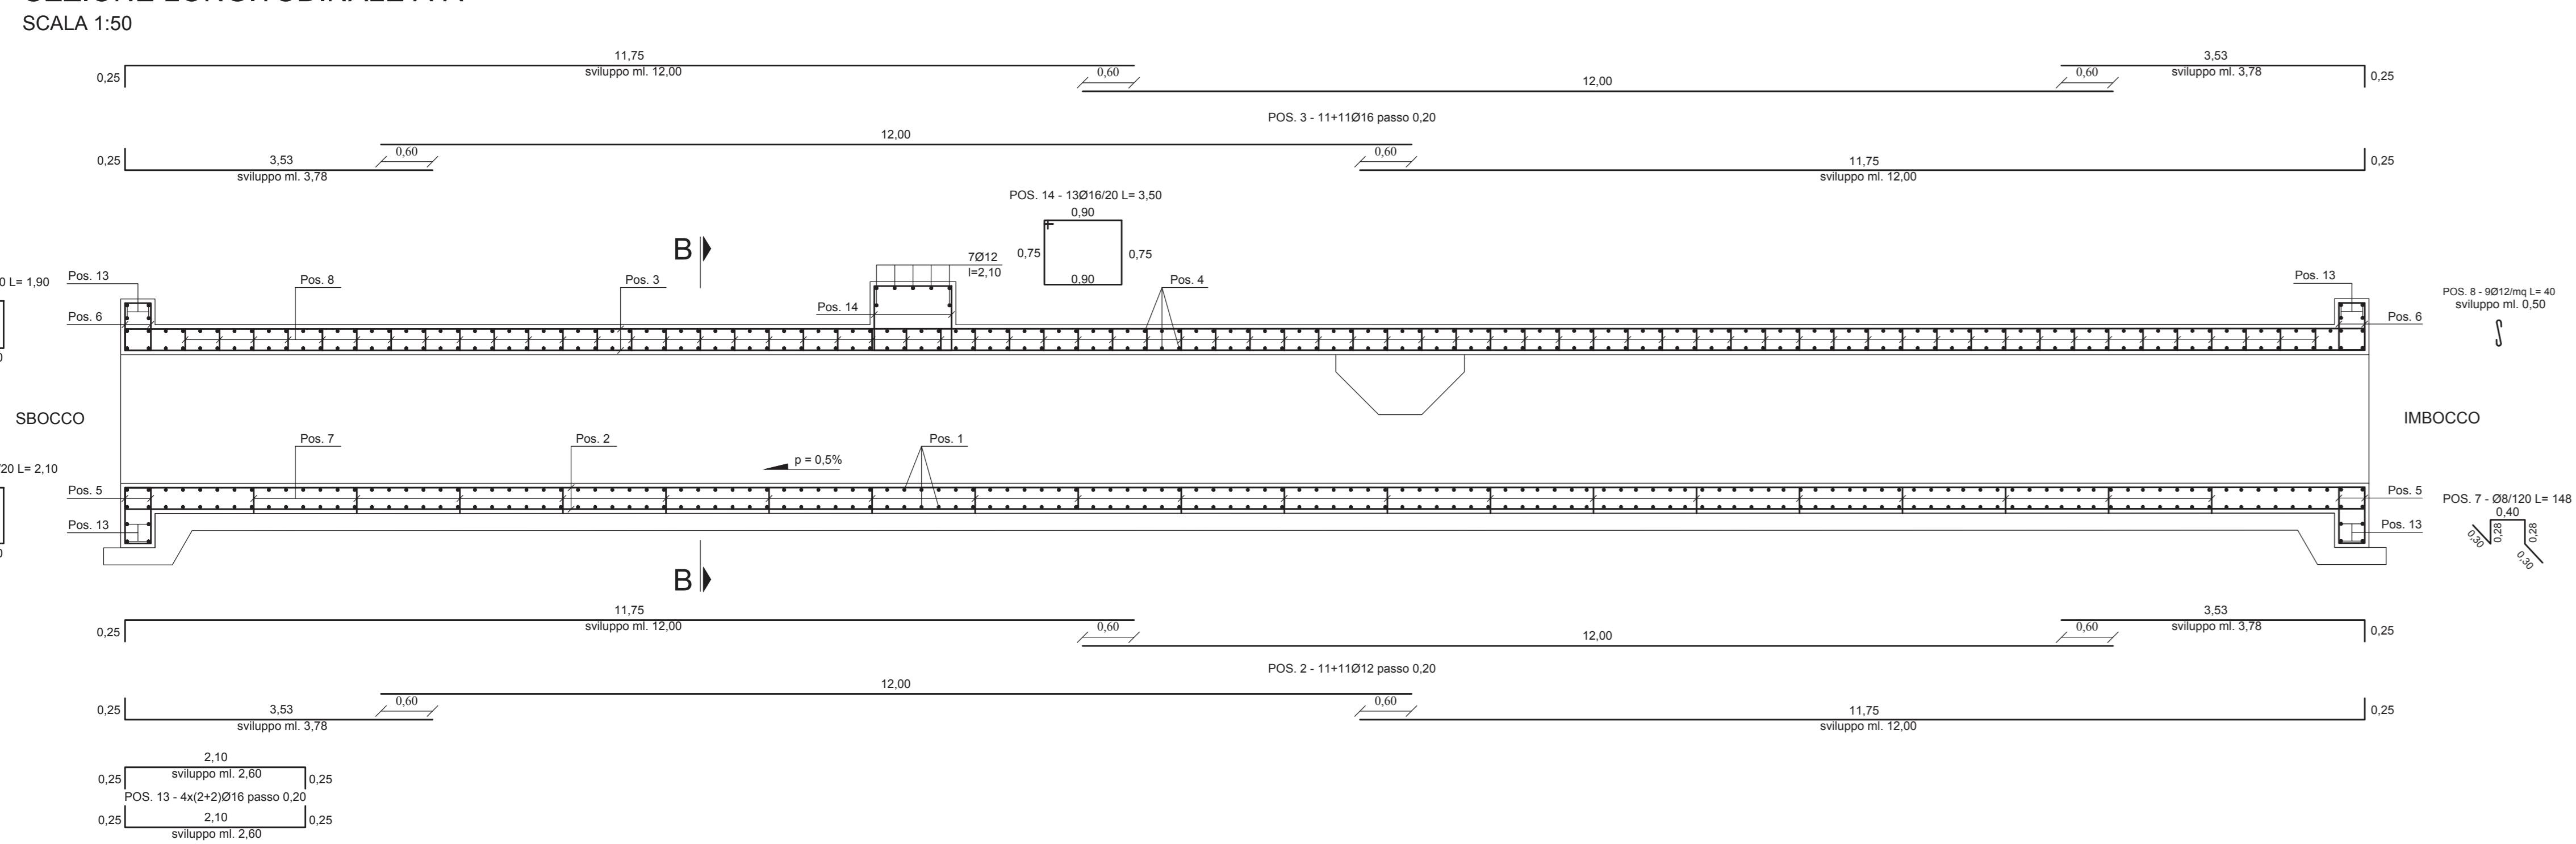 SCALA 1:50
11,75
sviluppo ml. 12,00
0,25
0,60
12,00
0,60
3,53
sviluppo ml. 3,78
0,25
POS. 3 - 11+11Ø16 passo 0,20
12,00
0,25
3,53
sviluppo ml. 3,78
0,60
0,60
11,75
sviluppo ml. 12,00
0,25
POS. 14 - 13Ø16/20 L= 3,50
0,90
0,75
0,75
0,90
B
7Ø12
l=2,10
0 L= 1,90
Pos. 13
Pos. 8
Pos. 3
Pos. 4
Pos. 13
Pos. 14
Pos. 6
Pos. 6
POS. 8 - 9Ø12/mq L= 40
sviluppo ml. 0,50
SBOCCO
IMBOCCO
Pos. 7
Pos. 2
Pos. 1
p = 0,5%
/20 L= 2,10
Pos. 5
Pos. 13
Pos. 5
Pos. 13
POS. 7 - Ø8/120 L= 148
0,40
0,30
0,28
0,28
0,30
B
11,75
sviluppo ml. 12,00
0,25
0,60
12,00
0,60
3,53
sviluppo ml. 3,78
0,25
POS. 2 - 11+11Ø12 passo 0,20
12,00
0,25
3,53
sviluppo ml. 3,78
0,60
0,60
11,75
sviluppo ml. 12,00
0,25
2,10
sviluppo ml. 2,60
0,25
0,25
POS. 13 - 4x(2+2)Ø16 passo 0,20
0,25
2,10
0,25
sviluppo ml. 2,60